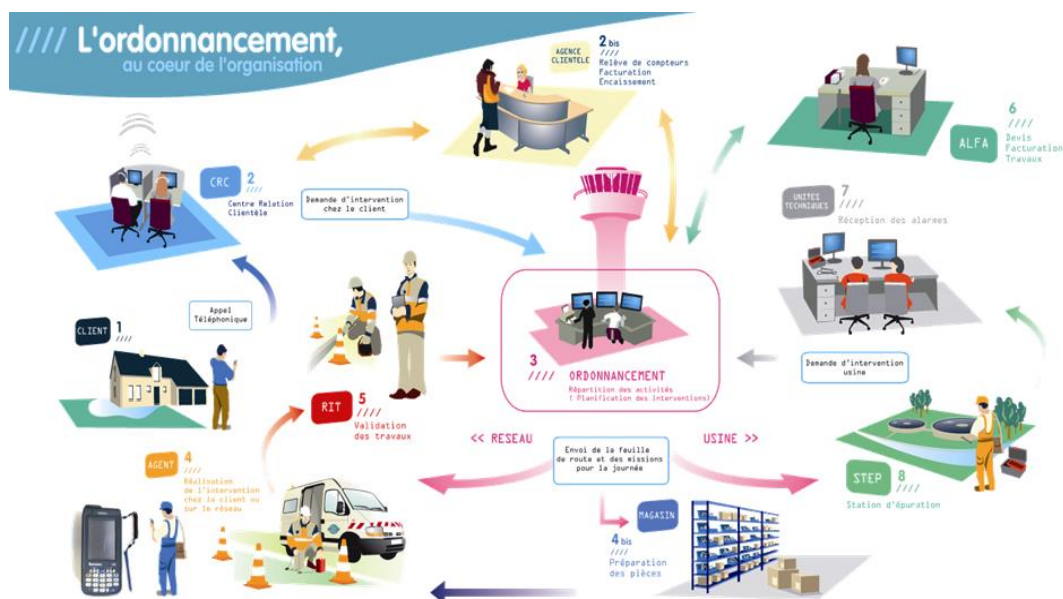 //// L'ordonnancement,
au coeur de l'organisation
AGENCE
CLIENTELE
2 bis
////
Relève de compteurs
Facturation
Encaissement
6
////
ALFA
Devis
Facturation
Travaux
CRC
2
////
Centre Relation
Clientèle
Demande d'intervention
chez le client
UNITES
TECHNIQUES
7
////
Réception des alarmes
Appel
Téléphonique
CLIENT
1
////
3
////
ORDONNANCEMENT
Répartition des activités
( Planification des interventions)
Demande d'intervention
usine
RIT
5
////
Validation
des travaux
<< RESEAU
USINE >>
Envoi de la feuille
de route et des missions
pour la journée
AGENT
4
////
Réalisation
de l'intervention
chez le client ou
sur le réseau
STEP
8
////
Station d'épuration
MAGASIN
4 bis
////
Préparation
des pièces